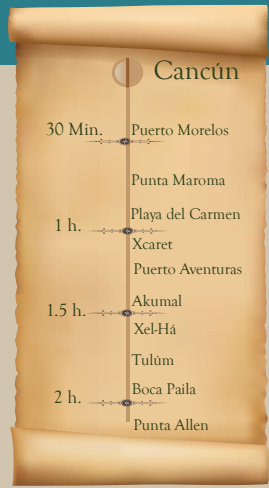 Cancún
30 Min. Puerto Morelos
Punta Maroma
Playa del Carmen
1 h.
Xcaret
Puerto Aventuras
Akumal
1.5 h.
Xel-Há
Tulúm
Boca Paila
2 h.
Punta Allen